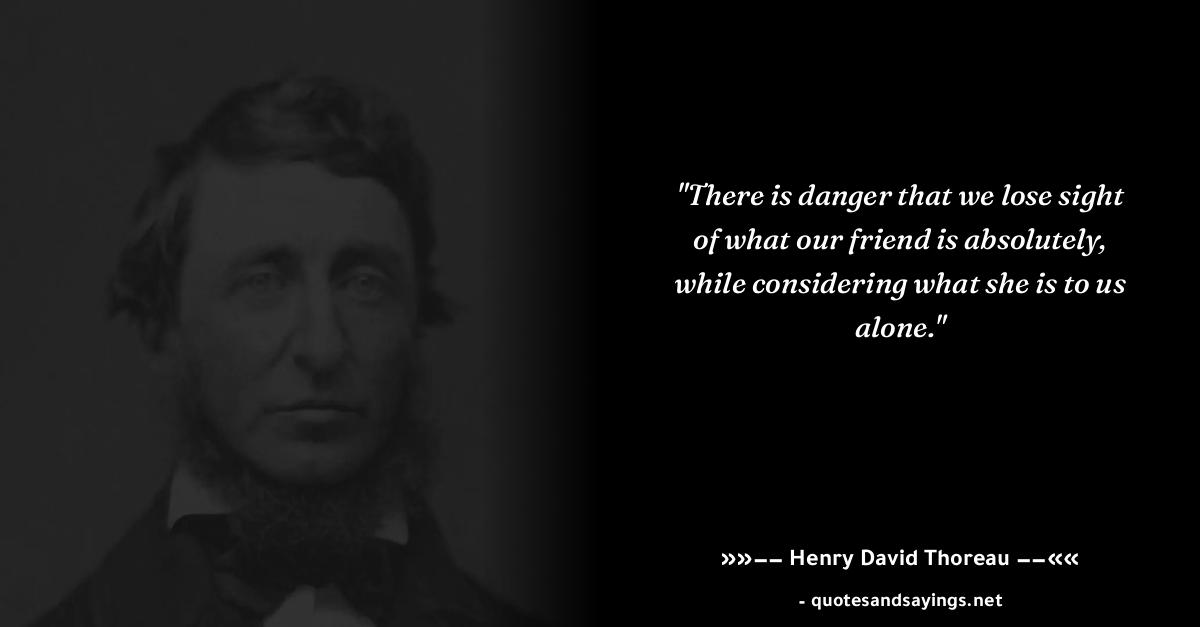 "There is danger that we lose sight
of what our friend is absolutely,
while considering what she is to us
alone."
»»–– Henry David Thoreau ––««
- quotesandsayings.net